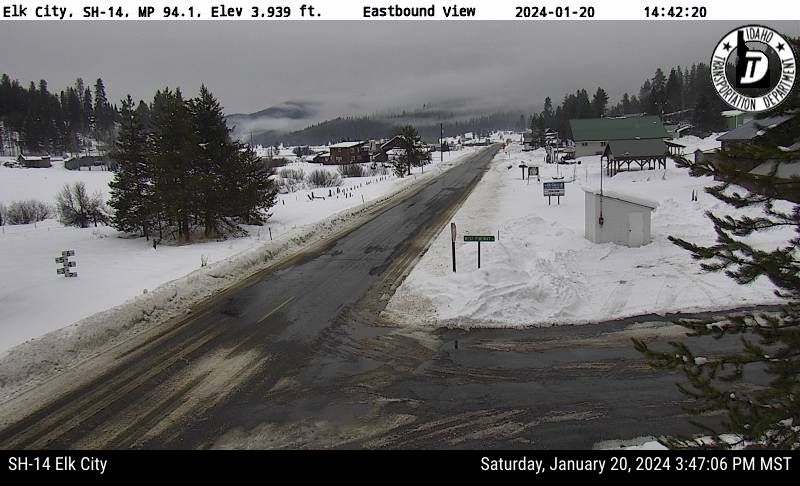 Elk City, SH-14, MP 94.1, Elev 3,939 ft. Eastbound View 2024-01-20 14:42:20
IDAHO
TRANSPORTATION DEPARTMENT
SH-14 Elk City Saturday, January 20, 2024 3:47:06 PM MST